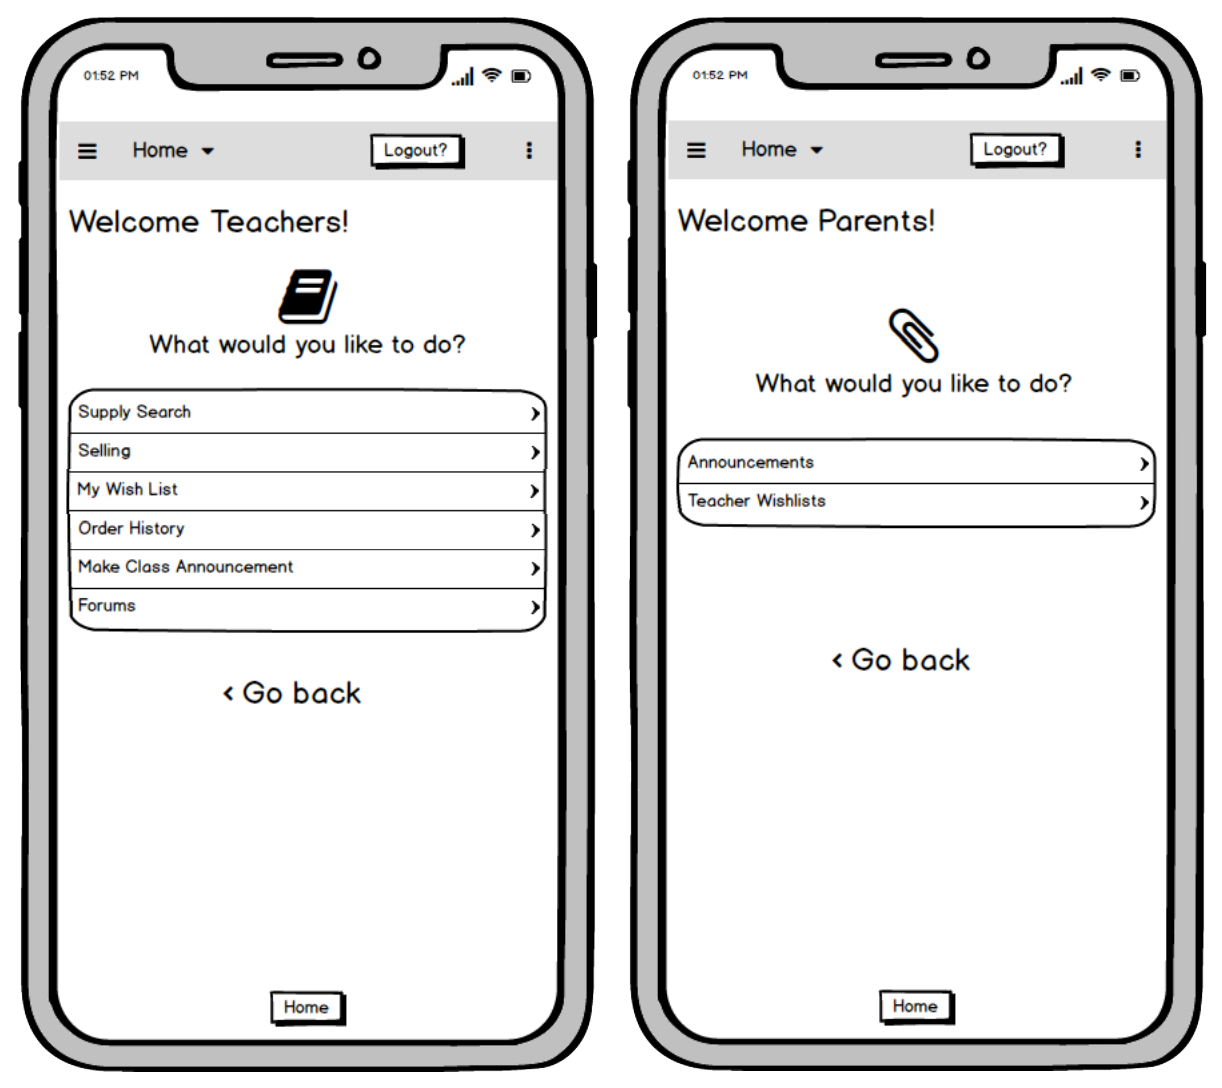 01:52 PM
Home
Logout?
Welcome Teachers!
What would you like to do?
Supply Search
Selling
My Wish List
Order History
Make Class Announcement
Forums
< Go back
Home
01:52 PM
Home
Logout?
Welcome Parents!
What would you like to do?
Announcements
Teacher Wishlists
< Go back
Home